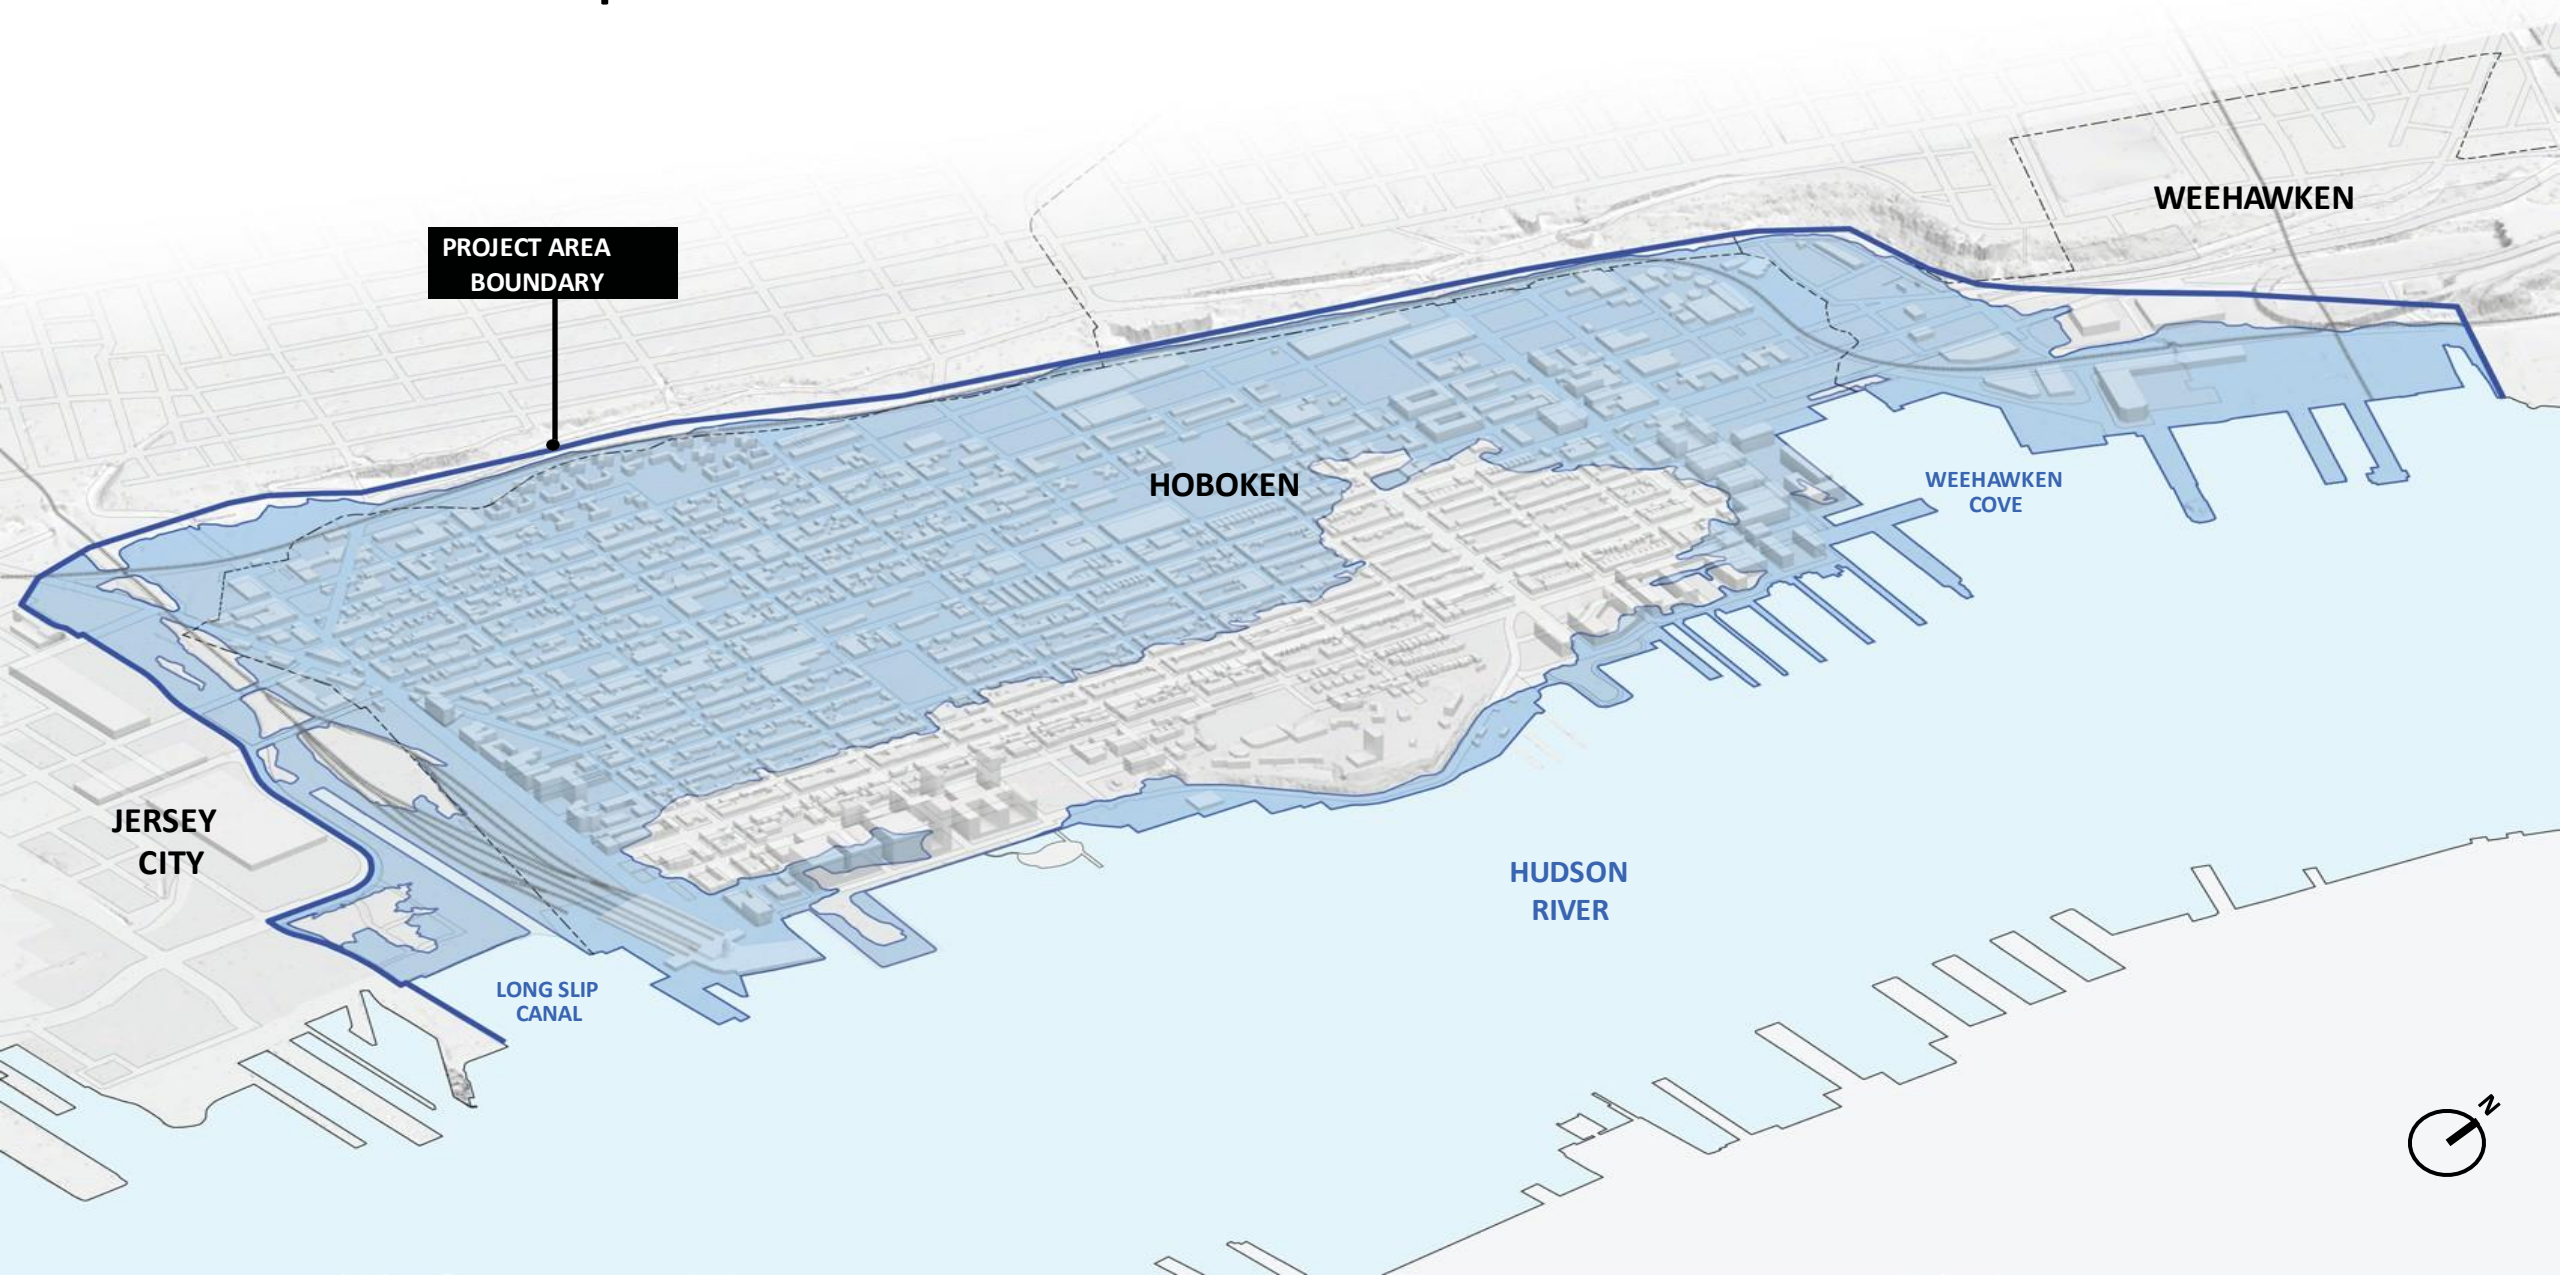 WEEHAWKEN
PROJECT AREA
BOUNDARY
HOBOKEN
WEEHAWKEN
COVE
JERSEY
CITY
HUDSON
RIVER
LONG SLIP
CANAL
N